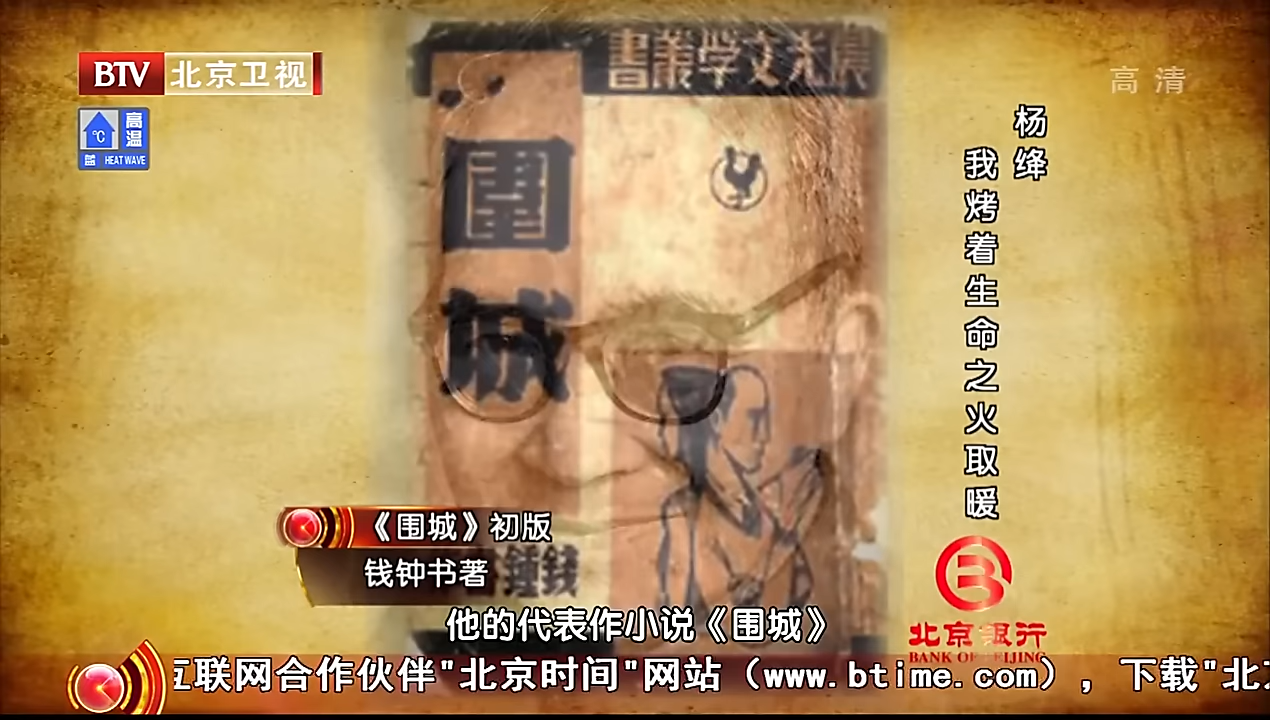 BTV 北京卫视
高清
℃ 高温
蓝 HEAT WAVE
晨光文学叢書
圍城
杨绛
我烤着生命之火取暖
《围城》初版
钱钟书著
錢鍾
他的代表作小说《围城》
北京银行
BANK OF BEIJING
互联网合作伙伴"北京时间"网站（www.btime.com），下载"北